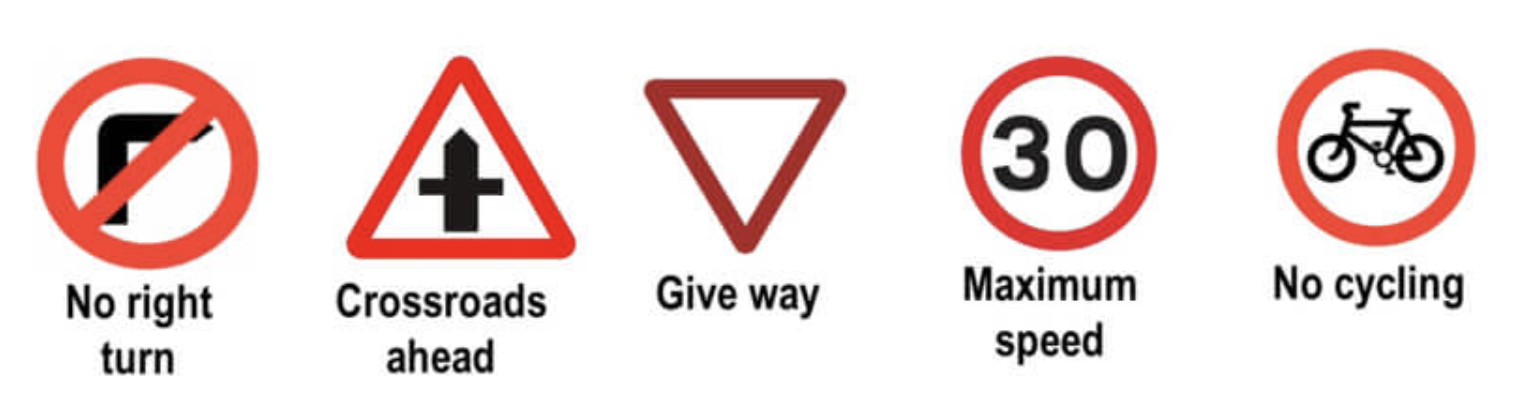 No right
turn
Crossroads
ahead
Give way
30
Maximum
speed
No cycling